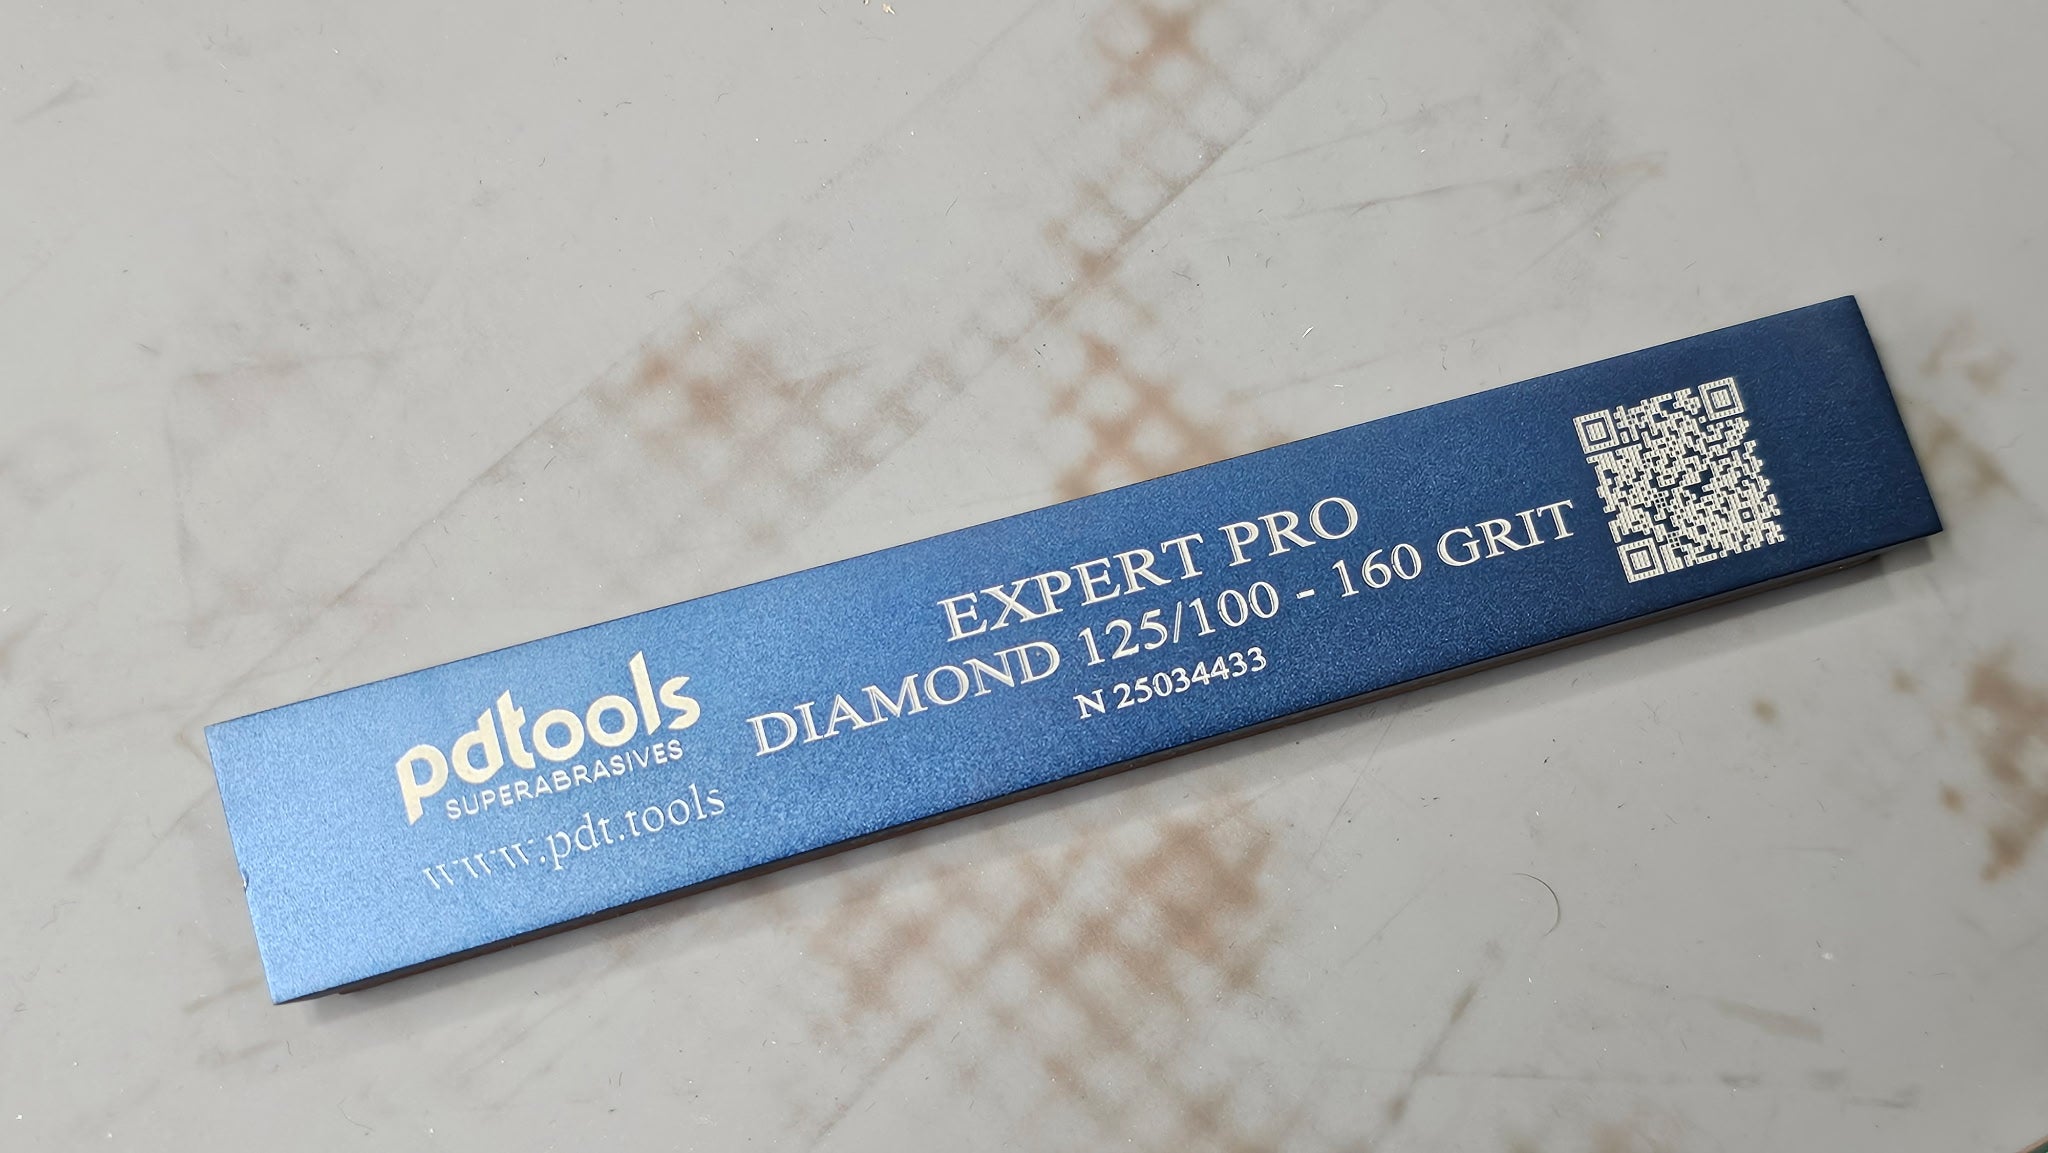 pdtools
SUPERABRASIVES
www.pdt.tools
EXPERT PRO
DIAMOND 125/100 - 160 GRIT
N 25034433